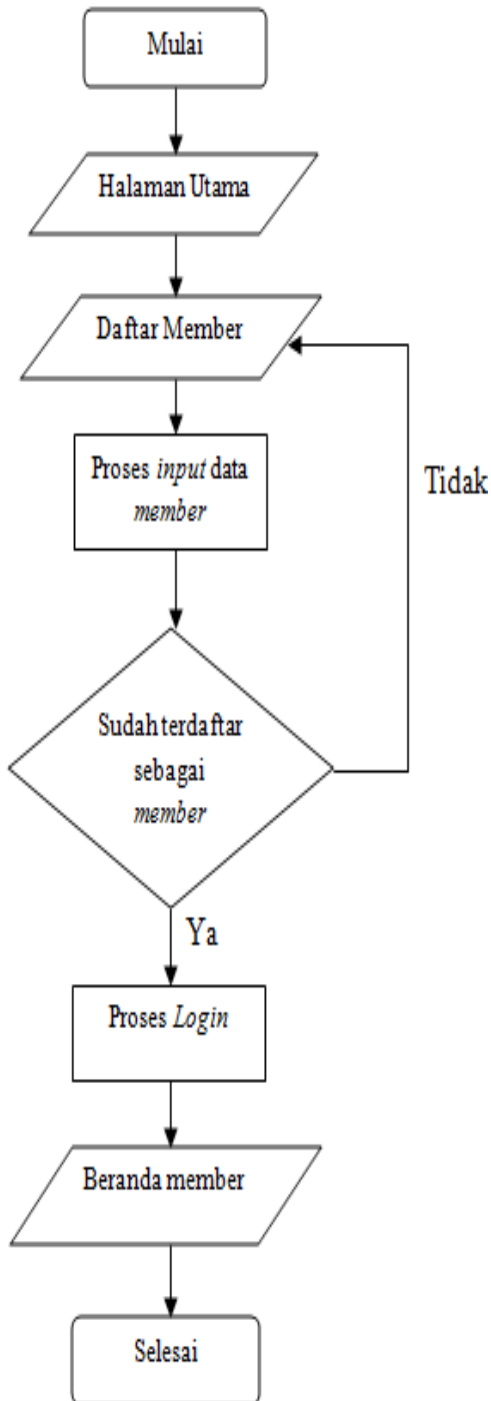 Mulai
Halaman Utama
Daftar Member
Proses input data
member
Tidak
Sudah terdaftar
sebagai
member
Ya
Proses Login
Beranda member
Selesai